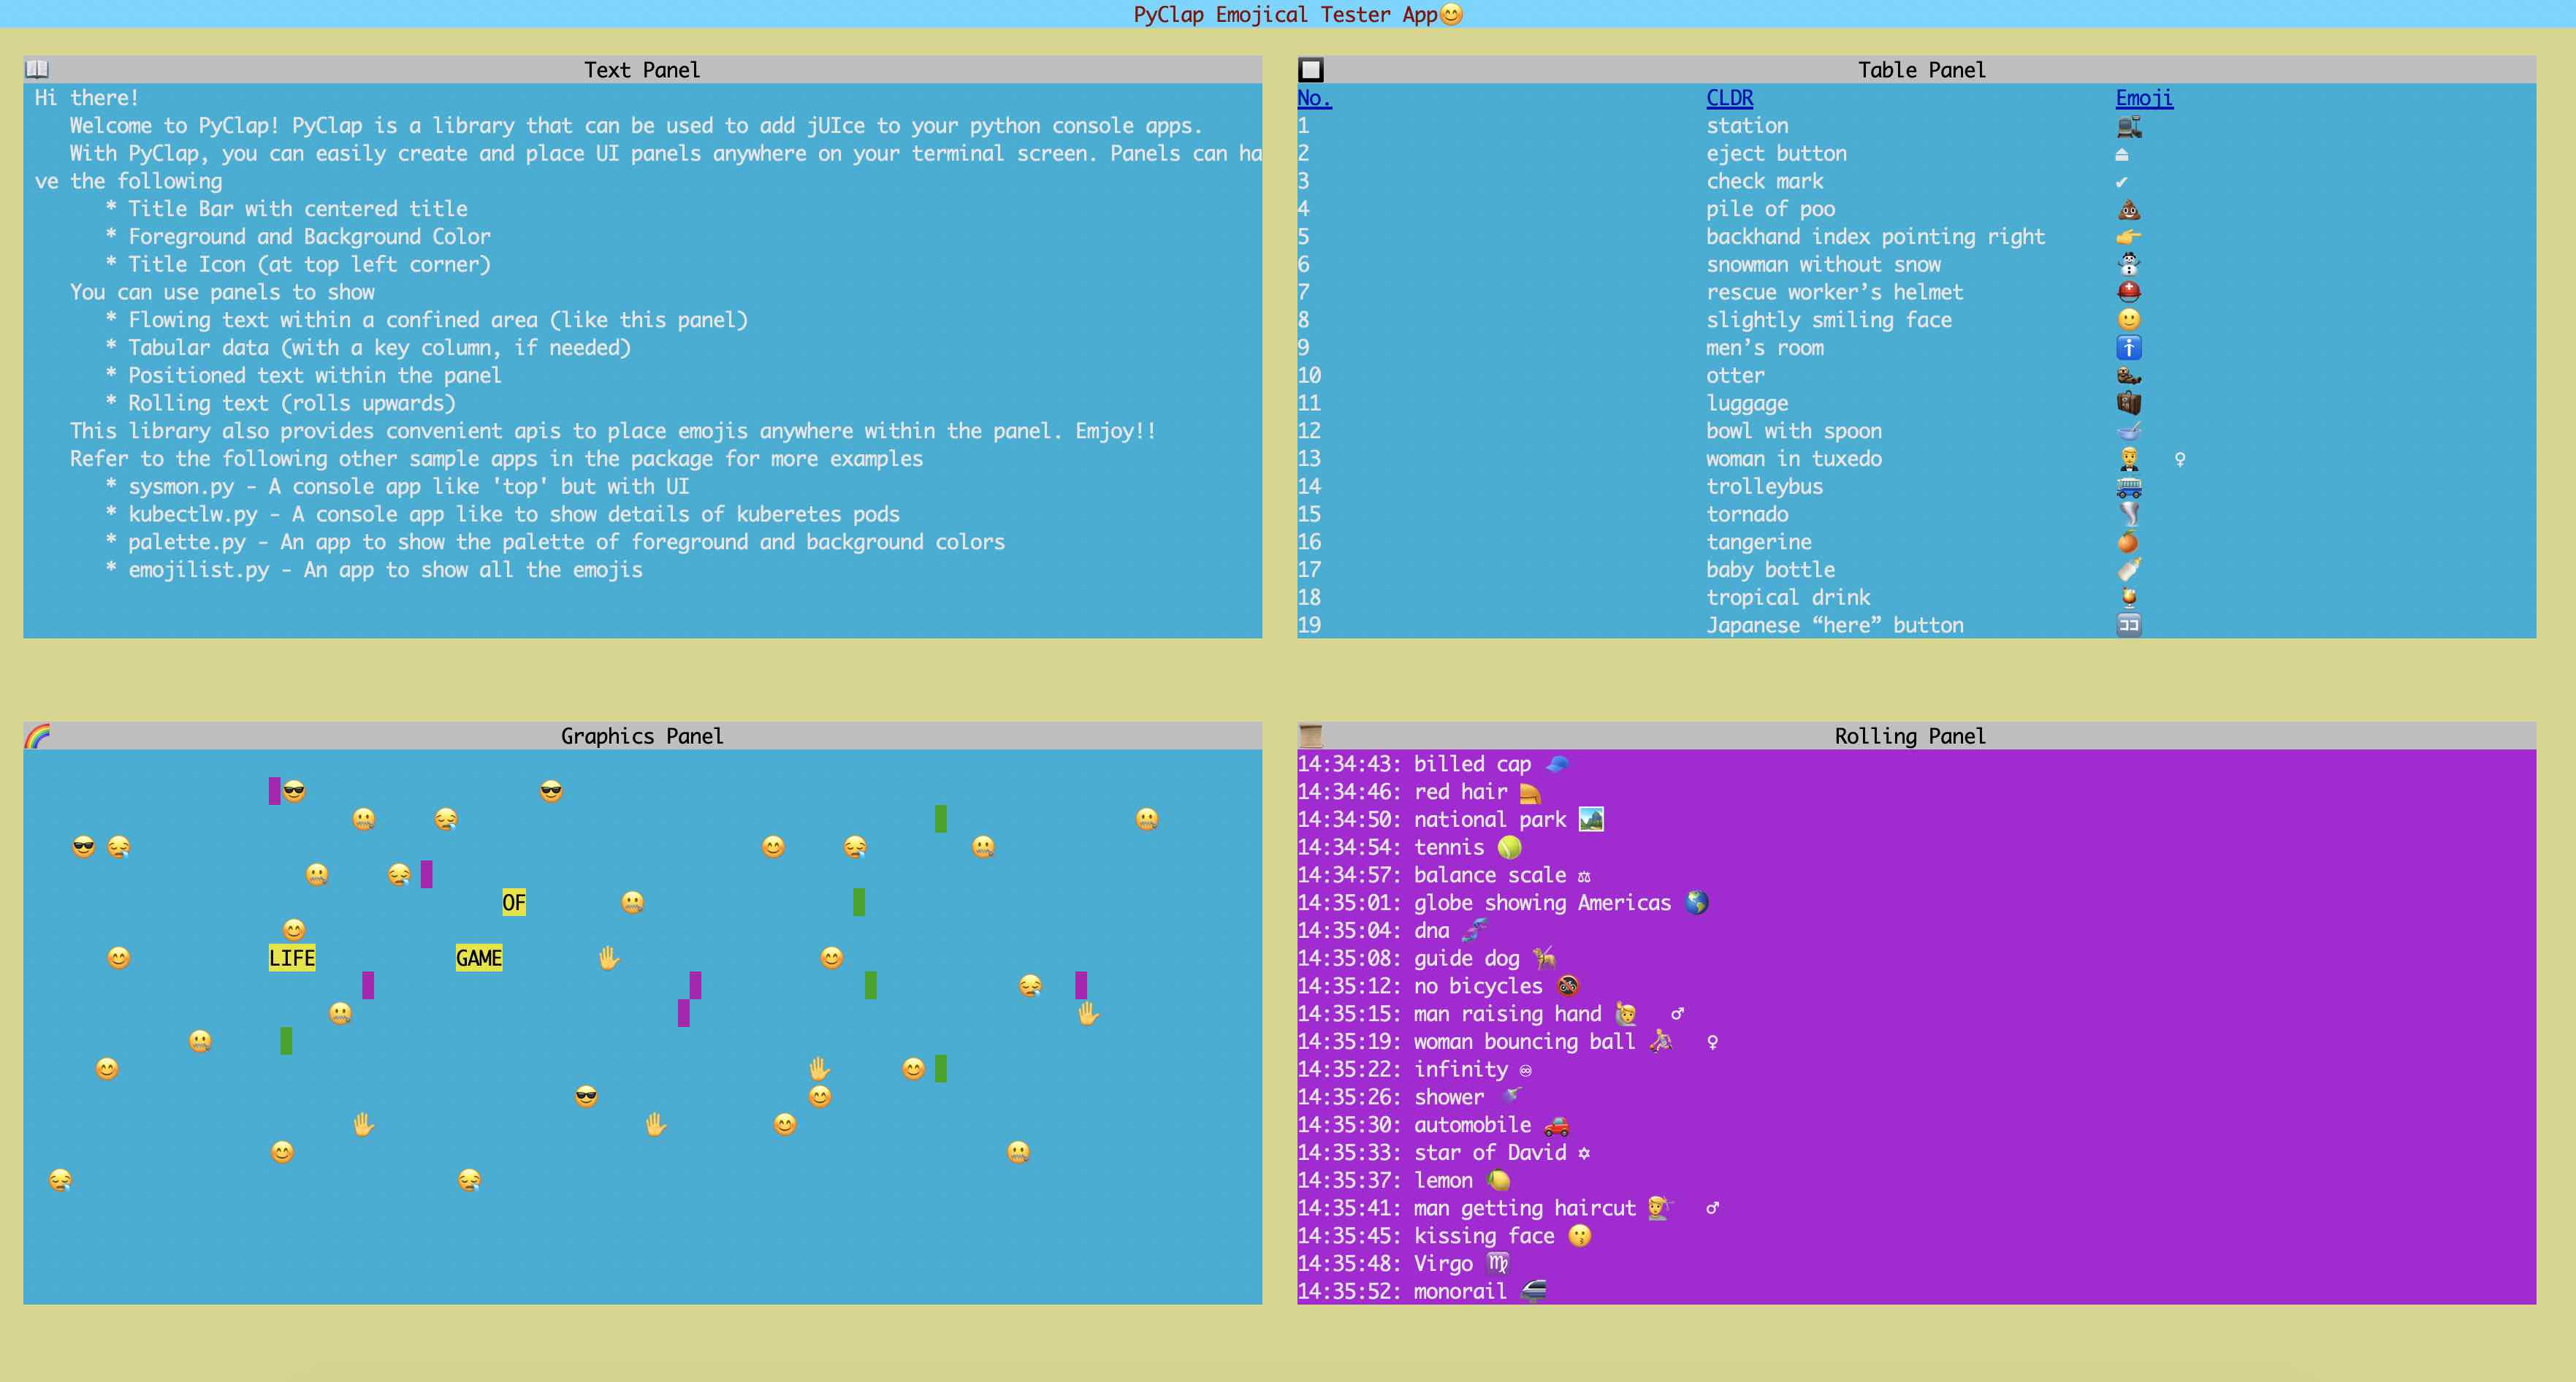 PyClap Emojical Tester App😊
📖 Text Panel
Hi there!
Welcome to PyClap! PyClap is a library that can be used to add jUIce to your python console apps.
With PyClap, you can easily create and place UI panels anywhere on your terminal screen. Panels can ha
ve the following
* Title Bar with centered title
* Foreground and Background Color
* Title Icon (at top left corner)
You can use panels to show
* Flowing text within a confined area (like this panel)
* Tabular data (with a key column, if needed)
* Positioned text within the panel
* Rolling text (rolls upwards)
This library also provides convenient apis to place emojis anywhere within the panel. Emjoy!!
Refer to the following other sample apps in the package for more examples
* sysmon.py - A console app like 'top' but with UI
* kubectlw.py - A console app like to show details of kuberetes pods
* palette.py - An app to show the palette of foreground and background colors
* emojilist.py - An app to show all the emojis
🔲 Table Panel
No. CLDR Emoji
1 station 🚉
2 eject button ⏏
3 check mark ✔
4 pile of poo 💩
5 backhand index pointing right 👉
6 snowman without snow ⛄
7 rescue worker’s helmet ⛑
8 slightly smiling face 🙂
9 men’s room 🚹
10 otter 🦦
11 luggage 🧳
12 bowl with spoon 🥣
13 woman in tuxedo 🤵 ♀
14 trolleybus 🚎
15 tornado 🌪
16 tangerine 🍊
17 baby bottle 🍼
18 tropical drink 🍹
19 Japanese “here” button 🈁
🌈 Graphics Panel
OF
LIFE GAME
📜 Rolling Panel
14:34:43: billed cap 🧢
14:34:46: red hair 🦰
14:34:50: national park 🏞
14:34:54: tennis 🎾
14:34:57: balance scale ⚖
14:35:01: globe showing Americas 🌎
14:35:04: dna 🧬
14:35:08: guide dog 🦮
14:35:12: no bicycles 🚳
14:35:15: man raising hand 🙋 ♂
14:35:19: woman bouncing ball ⛹ ♀
14:35:22: infinity ♾
14:35:26: shower 🚿
14:35:30: automobile 🚗
14:35:33: star of David ✡
14:35:37: lemon 🍋
14:35:41: man getting haircut 💇 ♂
14:35:45: kissing face 😗
14:35:48: Virgo ♍
14:35:52: monorail 🚝